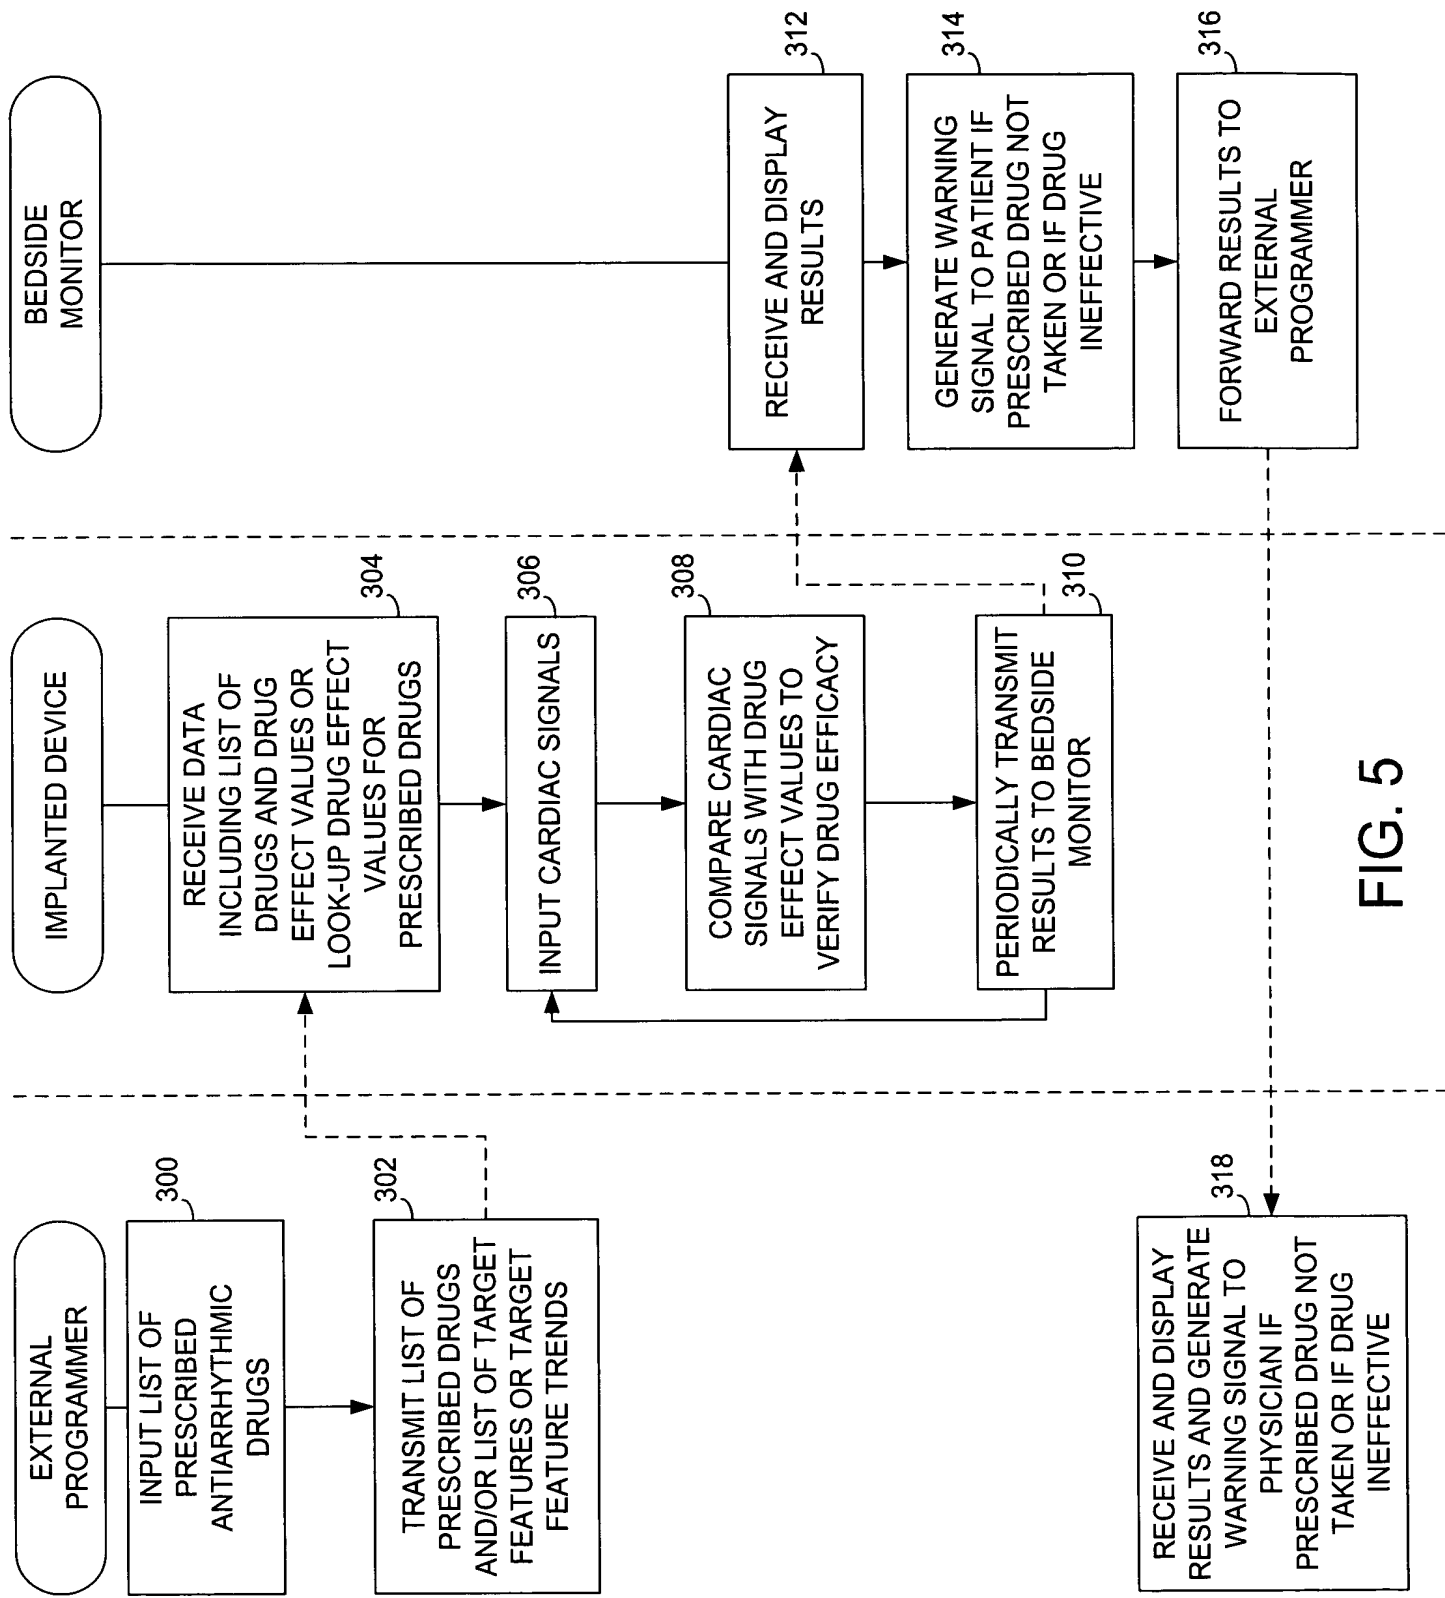 EXTERNAL
PROGRAMMER
300
INPUT LIST OF
PRESCRIBED
ANTIARRHYTHMIC
DRUGS
302
TRANSMIT LIST OF
PRESCRIBED DRUGS
AND/OR LIST OF TARGET
FEATURES OR TARGET
FEATURE TRENDS
318
RECEIVE AND DISPLAY
RESULTS AND GENERATE
WARNING SIGNAL TO
PHYSICIAN IF
PRESCRIBED DRUG NOT
TAKEN OR IF DRUG
INEFFECTIVE
IMPLANTED DEVICE
304
RECEIVE DATA
INCLUDING LIST OF
DRUGS AND DRUG
EFFECT VALUES OR
LOOK-UP DRUG EFFECT
VALUES FOR
PRESCRIBED DRUGS
306
INPUT CARDIAC SIGNALS
308
COMPARE CARDIAC
SIGNALS WITH DRUG
EFFECT VALUES TO
VERIFY DRUG EFFICACY
310
PERIODICALLY TRANSMIT
RESULTS TO BEDSIDE
MONITOR
BEDSIDE
MONITOR
312
RECEIVE AND DISPLAY
RESULTS
314
GENERATE WARNING
SIGNAL TO PATIENT IF
PRESCRIBED DRUG NOT
TAKEN OR IF DRUG
INEFFECTIVE
316
FORWARD RESULTS TO
EXTERNAL
PROGRAMMER
FIG. 5